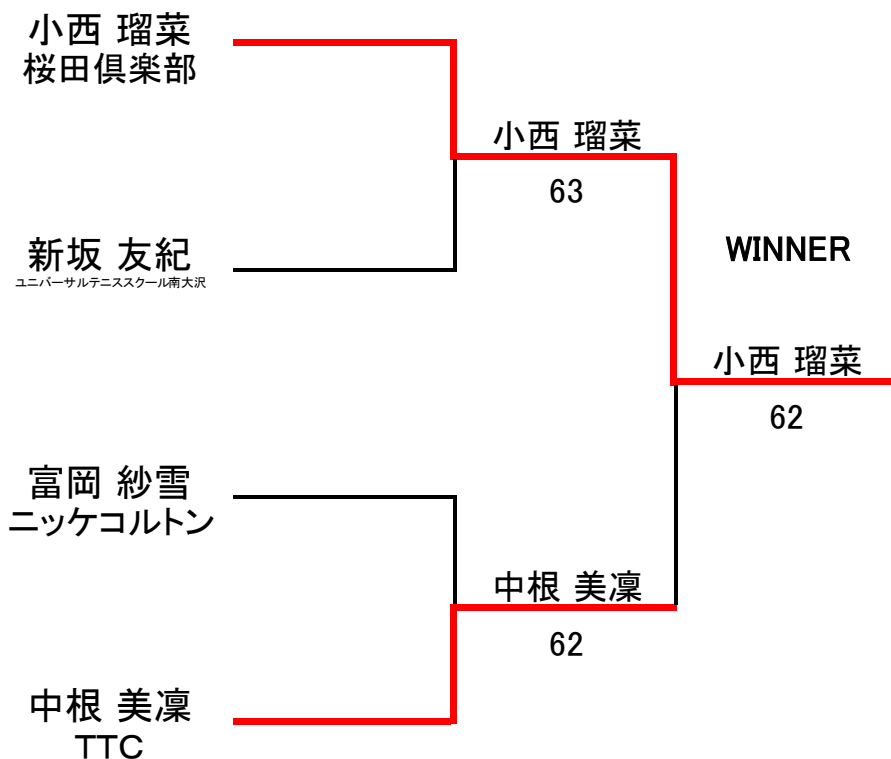 小西 瑠菜
桜田倶楽部
小西 瑠菜
63
新坂 友紀
ユニバーサルテニススクール南大沢
WINNER
小西 瑠菜
62
富岡 紗雪
ニッケコルトン
中根 美凜
62
中根 美凜
TTC